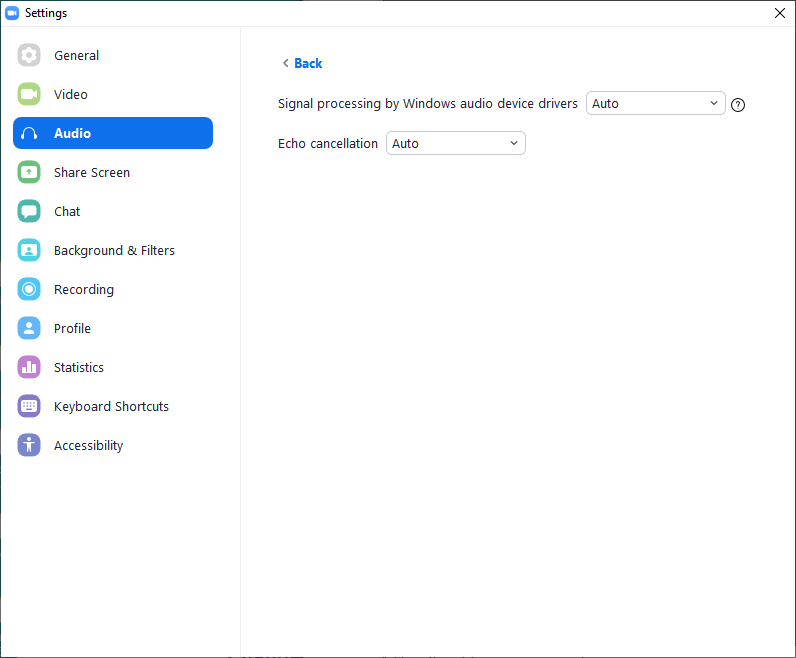 Settings
General
Video
Audio
Share Screen
Chat
Background & Filters
Recording
Profile
Statistics
Keyboard Shortcuts
Accessibility
Back
Signal processing by Windows audio device drivers Auto ?
Echo cancellation Auto